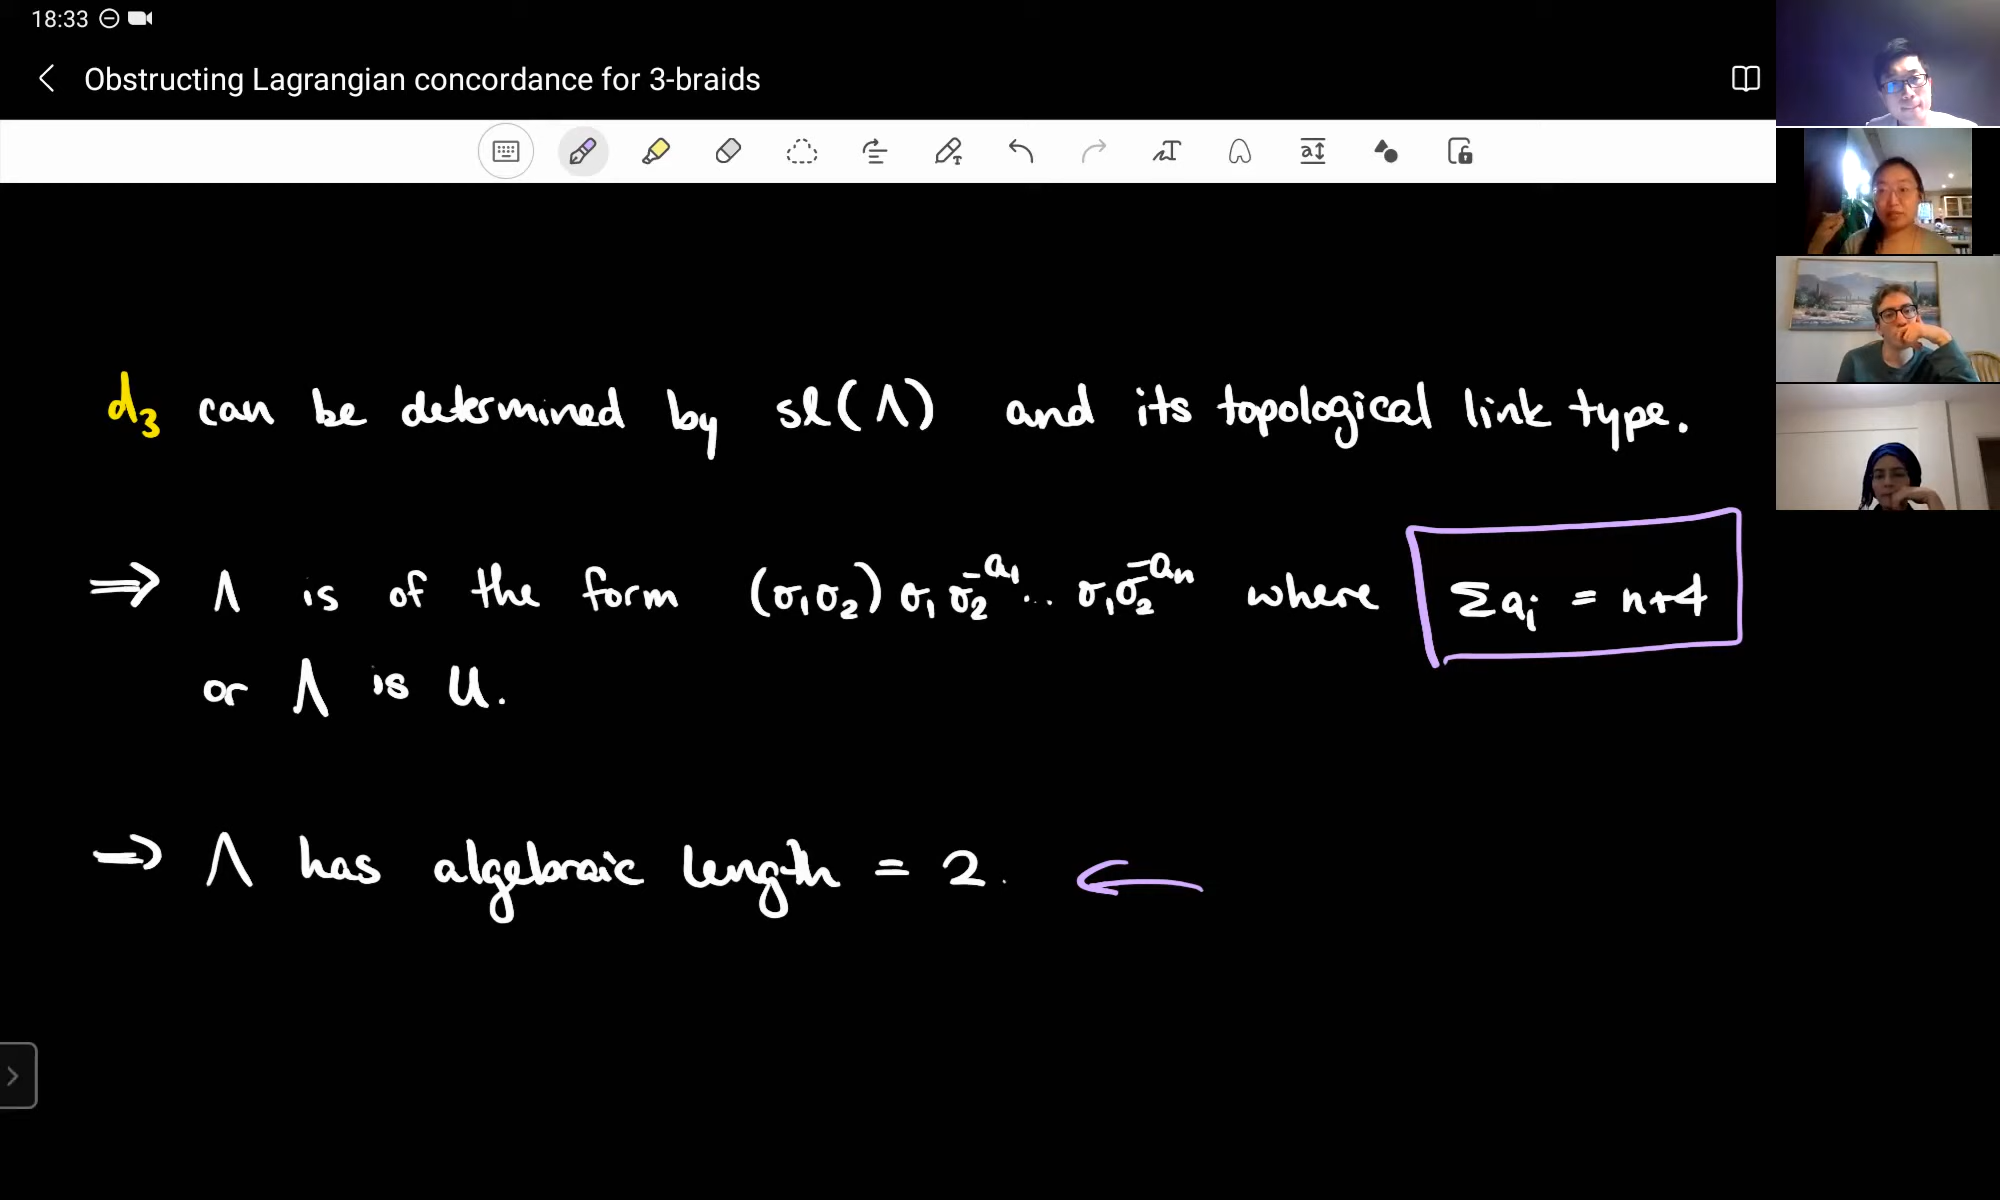 18:33
Obstructing Lagrangian concordance for 3-braids
d₃ can be determined by sl(Λ) and its topological link type.
⇒ Λ is of the form (σ₁σ₂) σ₁σ₂^{-a₁} ... σ₁σ₂^{-aₙ} where Σaᵢ = n+4
or Λ is U.
⇒ Λ has algebraic length = 2. ←